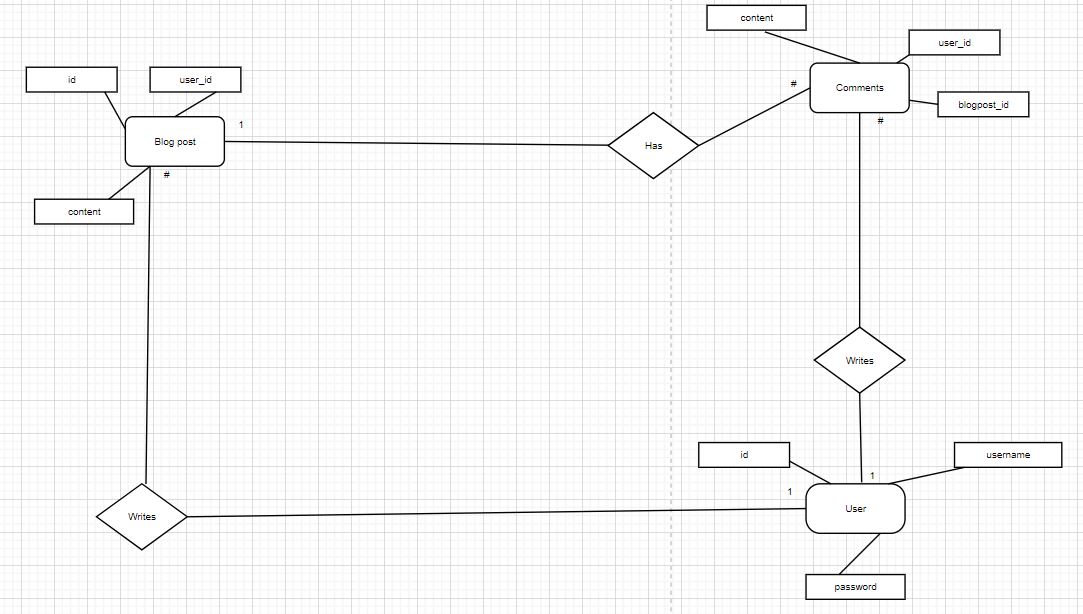 content
user_id
id
user_id
#
Comments
blogpost_id
1
#
Blog post
Has
#
content
Writes
id
username
1
1
User
Writes
password